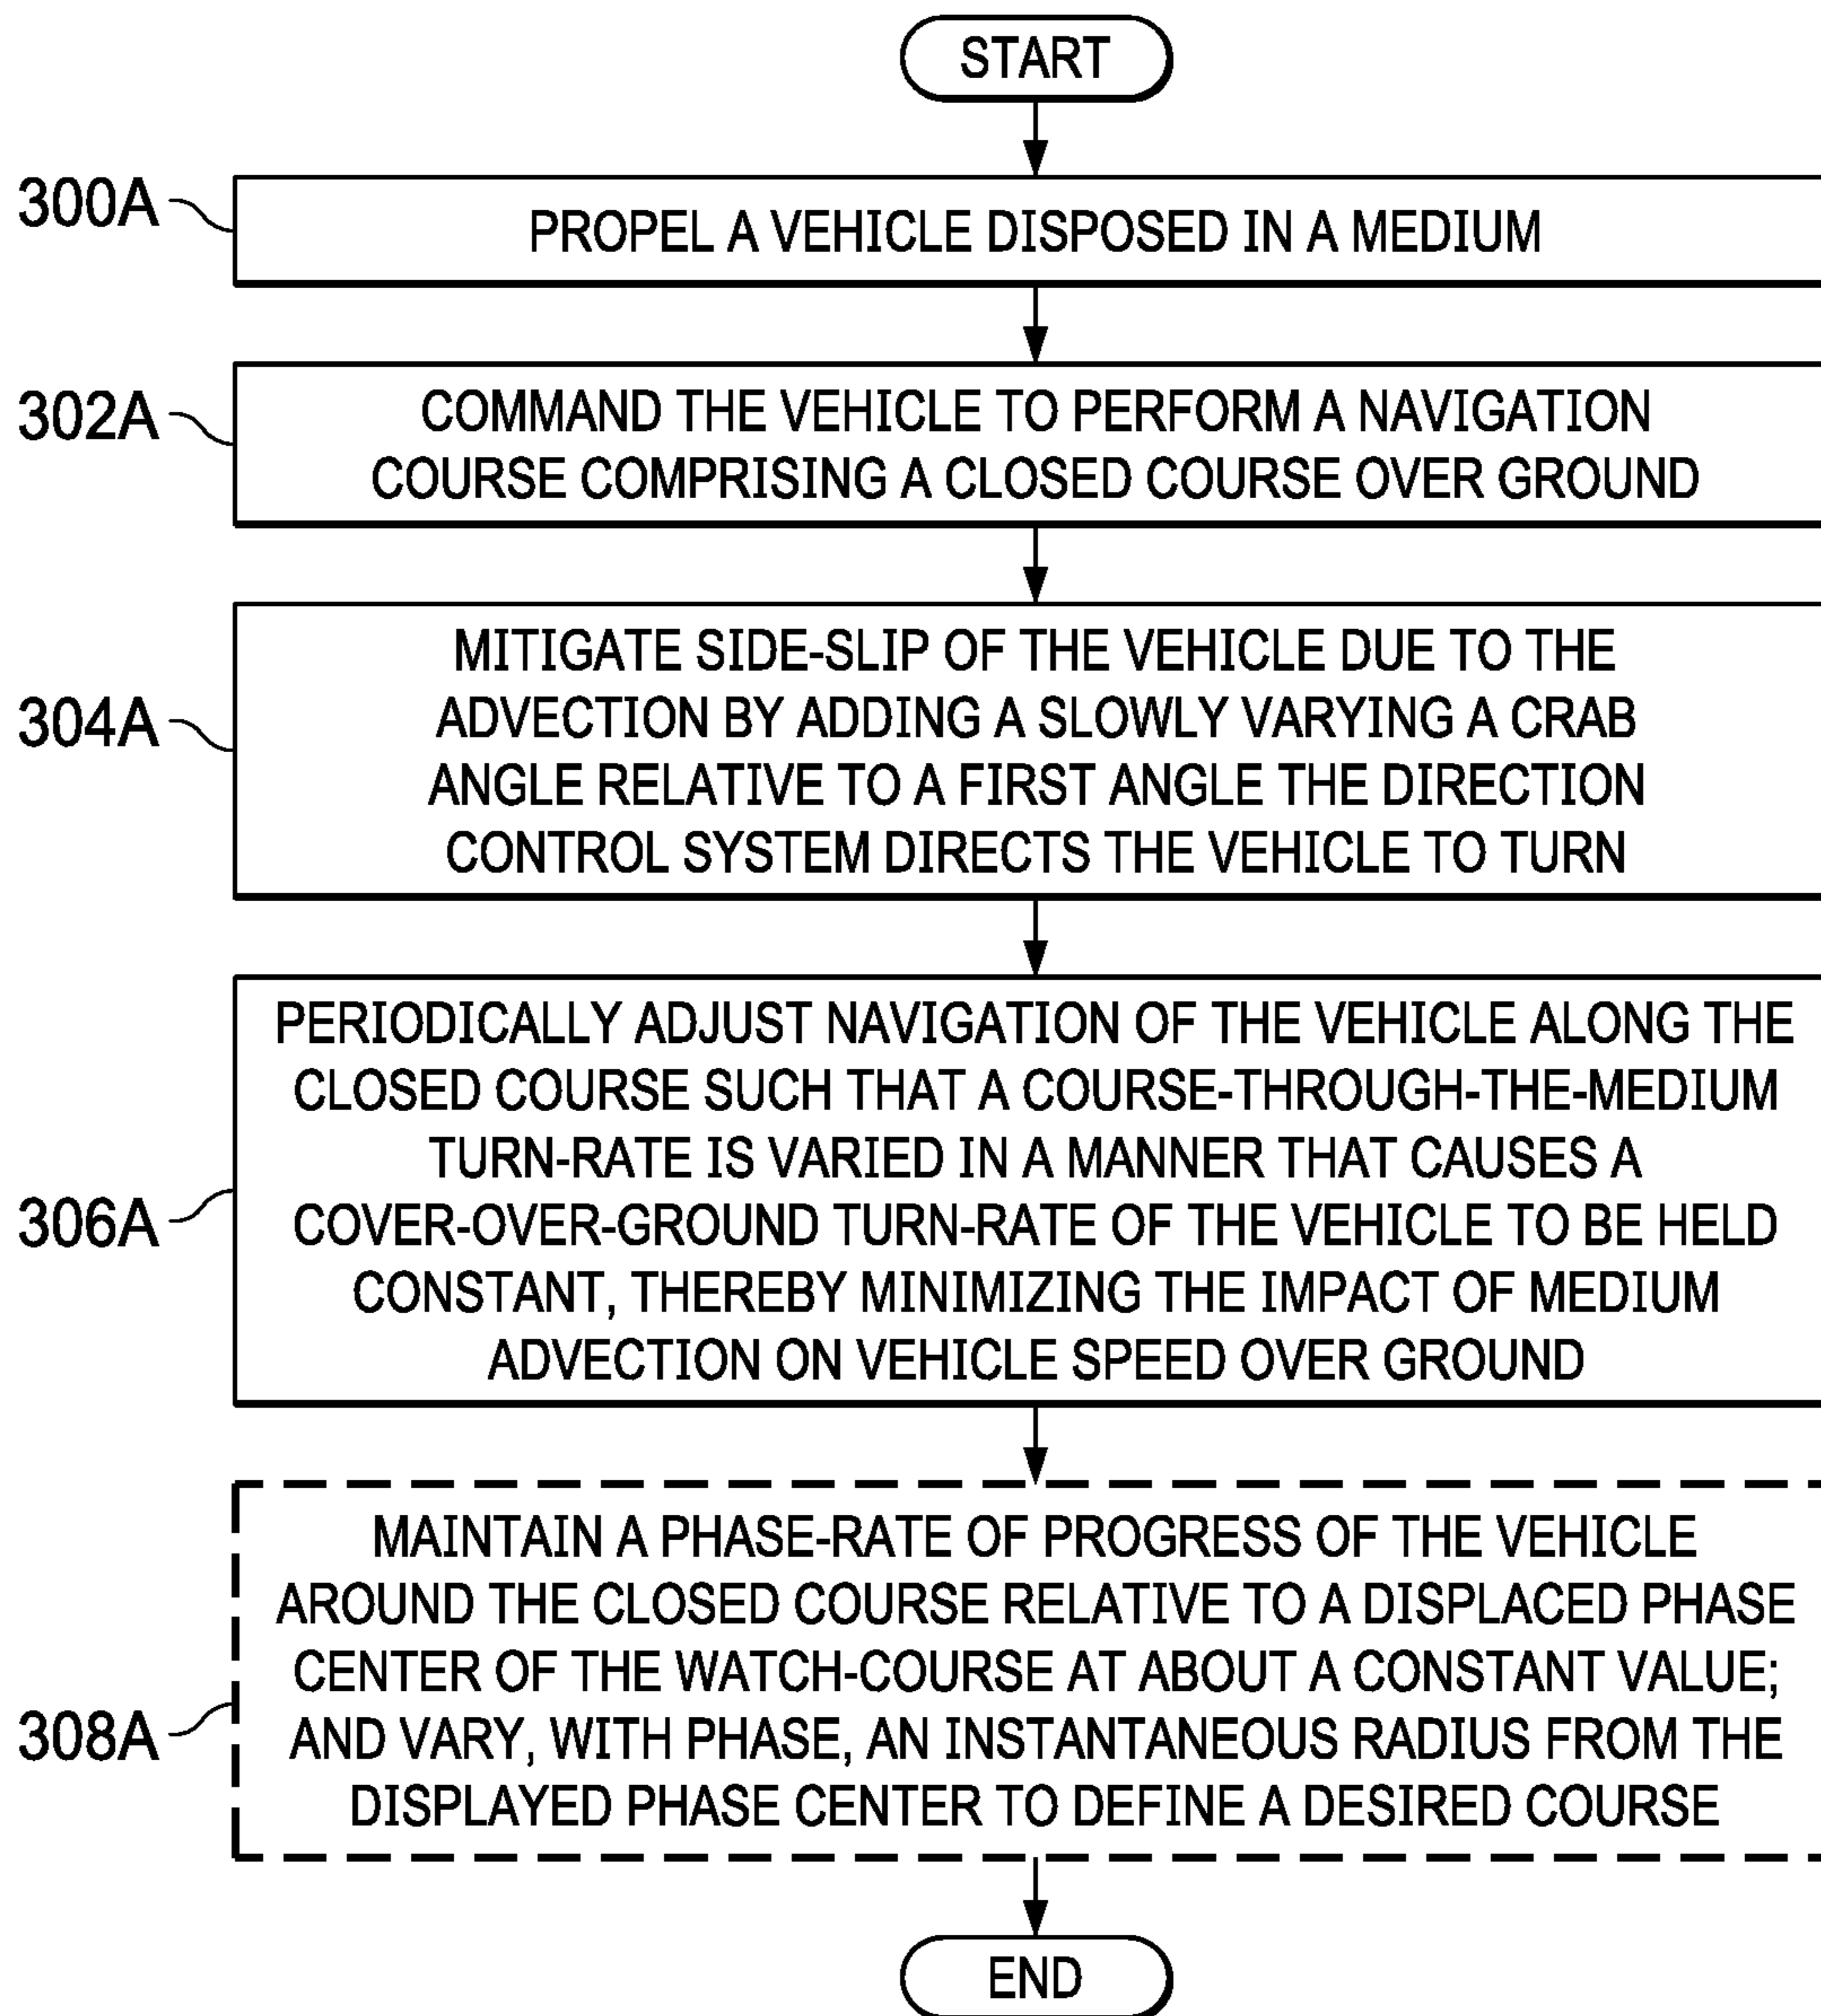 START
300A
PROPEL A VEHICLE DISPOSED IN A MEDIUM
302A
COMMAND THE VEHICLE TO PERFORM A NAVIGATION
COURSE COMPRISING A CLOSED COURSE OVER GROUND
304A
MITIGATE SIDE-SLIP OF THE VEHICLE DUE TO THE
ADVECTION BY ADDING A SLOWLY VARYING A CRAB
ANGLE RELATIVE TO A FIRST ANGLE THE DIRECTION
CONTROL SYSTEM DIRECTS THE VEHICLE TO TURN
306A
PERIODICALLY ADJUST NAVIGATION OF THE VEHICLE ALONG THE
CLOSED COURSE SUCH THAT A COURSE-THROUGH-THE-MEDIUM
TURN-RATE IS VARIED IN A MANNER THAT CAUSES A
COVER-OVER-GROUND TURN-RATE OF THE VEHICLE TO BE HELD
CONSTANT, THEREBY MINIMIZING THE IMPACT OF MEDIUM
ADVECTION ON VEHICLE SPEED OVER GROUND
308A
MAINTAIN A PHASE-RATE OF PROGRESS OF THE VEHICLE
AROUND THE CLOSED COURSE RELATIVE TO A DISPLACED PHASE
CENTER OF THE WATCH-COURSE AT ABOUT A CONSTANT VALUE;
AND VARY, WITH PHASE, AN INSTANTANEOUS RADIUS FROM THE
DISPLAYED PHASE CENTER TO DEFINE A DESIRED COURSE
END